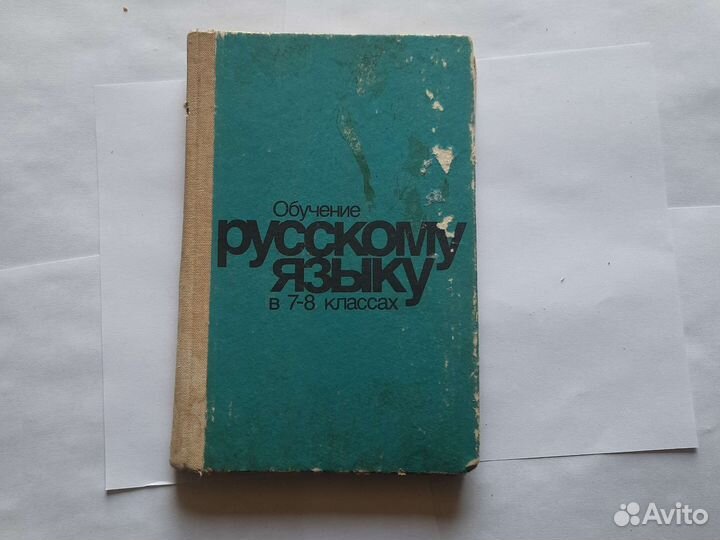 Обучение
русскому
языку
в 7-8 классах
Avito